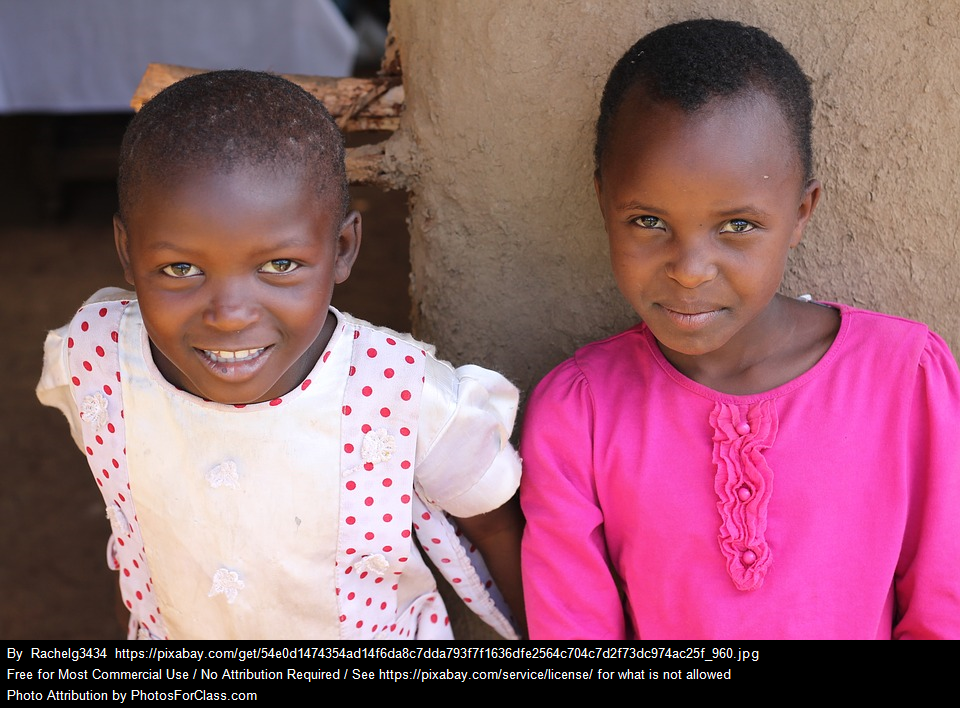 By Rachelg3434 https://pixabay.com/get/54e0d1474354ad14f6da8c7dda793f7f1636dfe2564c704c7d2f73dc974ac25f_960.jpg
Free for Most Commercial Use / No Attribution Required / See https://pixabay.com/service/license/ for what is not allowed
Photo Attribution by PhotosForClass.com